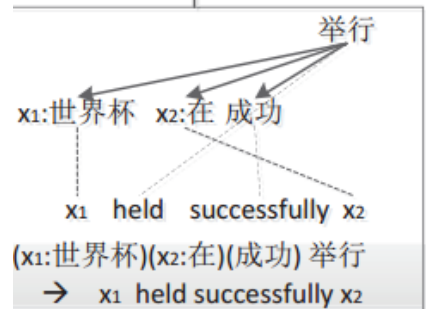 举行
x1:世界杯 x2:在 成功
x1 held successfully x2
(x1:世界杯)(x2:在)(成功) 举行
→ x1 held successfully x2